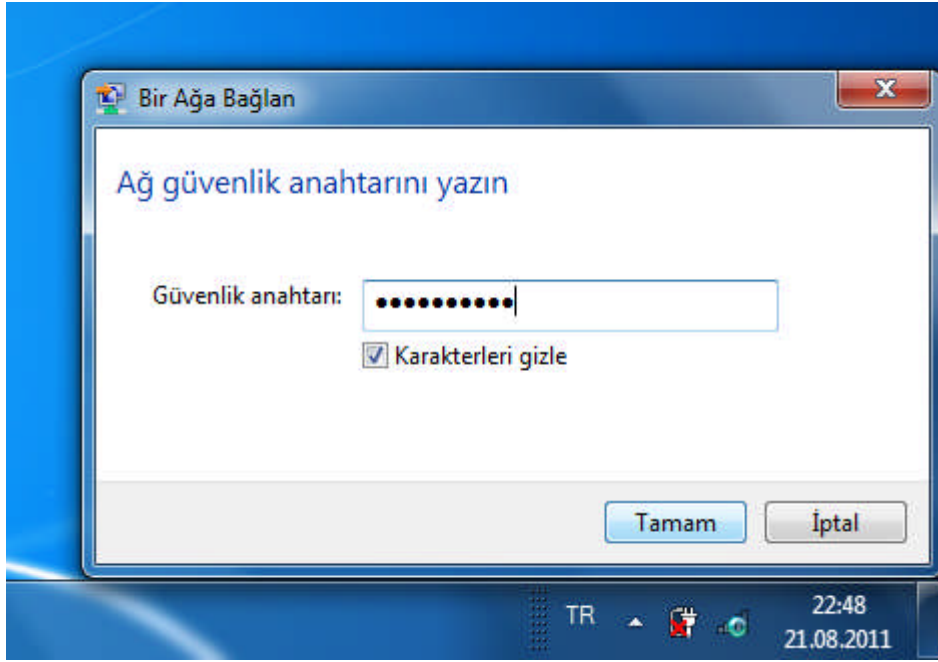 Bir Ağa Bağlan
Ağ güvenlik anahtarını yazın
Güvenlik anahtarı: ●●●●●●●●●●
Karakterleri gizle
Tamam İptal
TR 22:48
21.08.2011